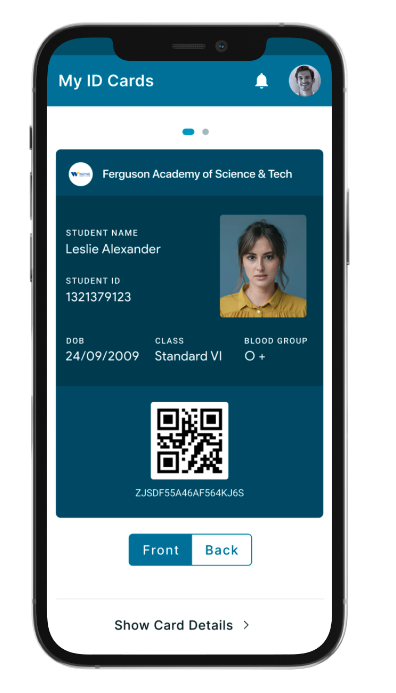 My ID Cards
Ferguson Academy of Science & Tech
STUDENT NAME
Leslie Alexander
STUDENT ID
1321379123
DOB CLASS BLOOD GROUP
24/09/2009 Standard VI O +
ZJSDF55A46AF564KJ6S
Front Back
Show Card Details >